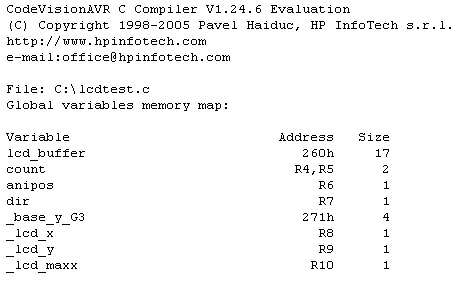 CodeVisionAVR C Compiler V1.24.6 Evaluation
(C) Copyright 1998-2005 Pavel Haiduc, HP InfoTech s.r.l.
http://www.hpinfotech.com
e-mail:office@hpinfotech.com
File: C:\lcdtest.c
Global variables memory map:
Variable Address Size
lcd_buffer 260h 17
count R4,R5 2
anipos R6 1
dir R7 1
_base_y_G3 271h 4
_lcd_x R8 1
_lcd_y R9 1
_lcd_maxx R10 1